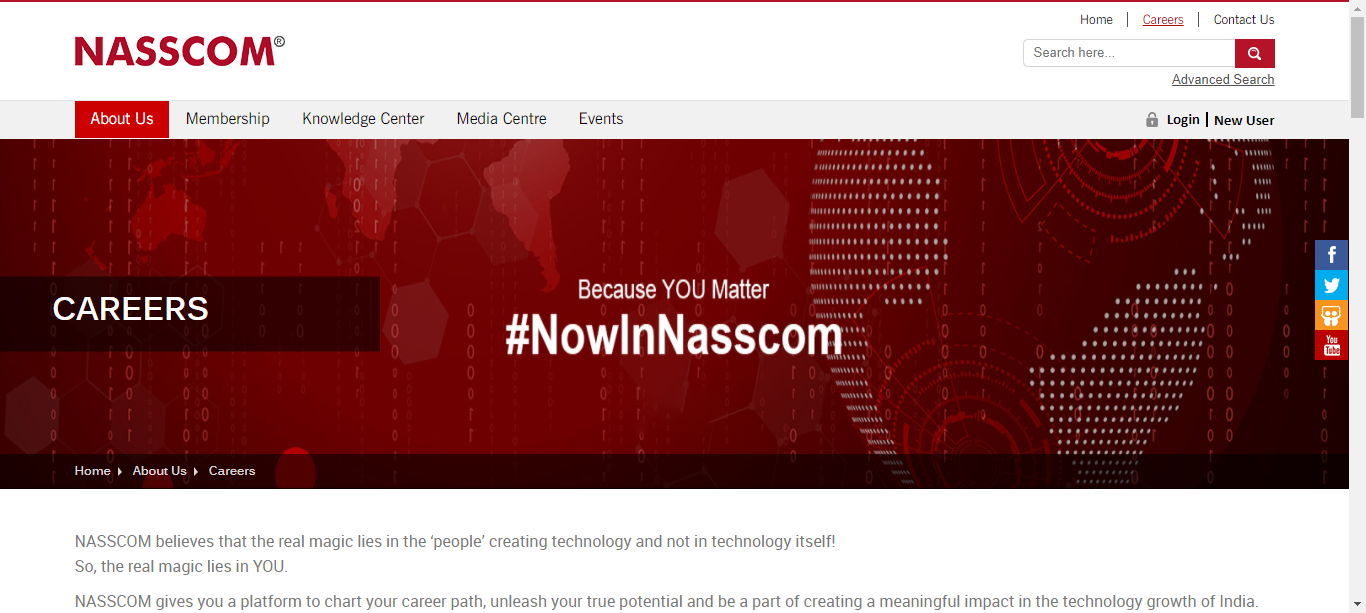 Home | Careers | Contact Us
NASSCOM®
Search here...
Advanced Search
About Us Membership Knowledge Center Media Centre Events Login | New User
Because YOU Matter
CAREERS
#NowInNasscom
You
Tube
Home About Us Careers
NASSCOM believes that the real magic lies in the ‘people’ creating technology and not in technology itself!
So, the real magic lies in YOU.
NASSCOM gives you a platform to chart your career path, unleash your true potential and be a part of creating a meaningful impact in the technology growth of India.